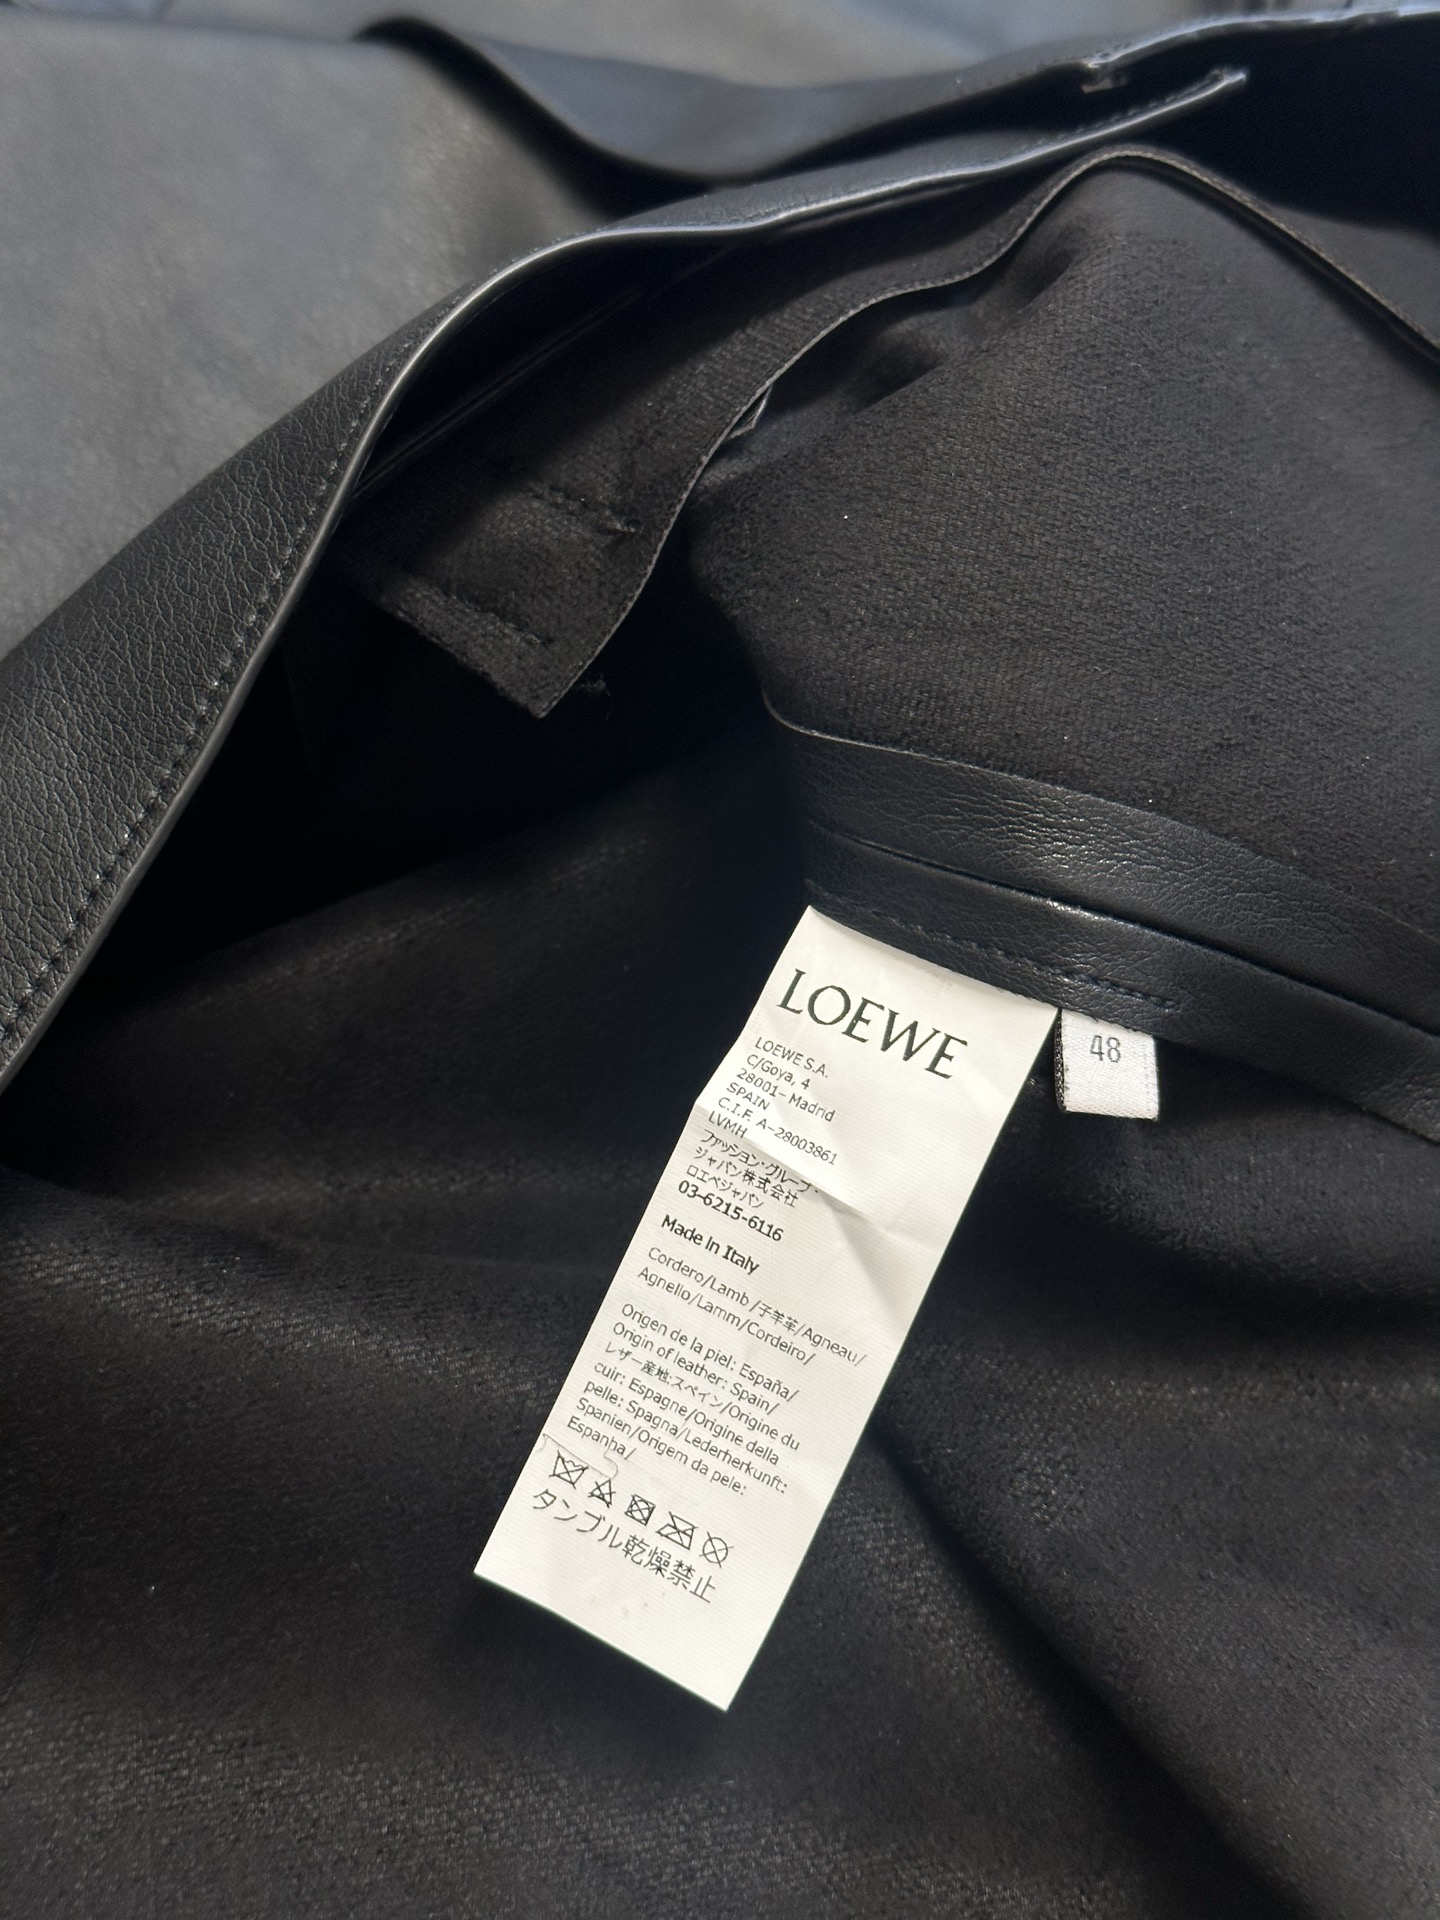 LOEWE
LOEWE S.A.
C/Goya, 4
28001- Madrid
SPAIN
C.I.F. A-28003861
LVMH
ファッション・グループ・
ジャパン株式会社
ロエベジャパン
03-6215-6116
Made in Italy
Cordero/Lamb/子羊革/Agneau/
Agnello/Lamm/Cordeiro/
Origen de la piel: España/
Origin of leather: Spain/
レザー産地:スペイン/Origine du
cuir: Espagne/Origine della
pelle: Spagna/Lederherkunft:
Spanien/Origem da pele:
Espanha/
タンブル乾燥禁止
48